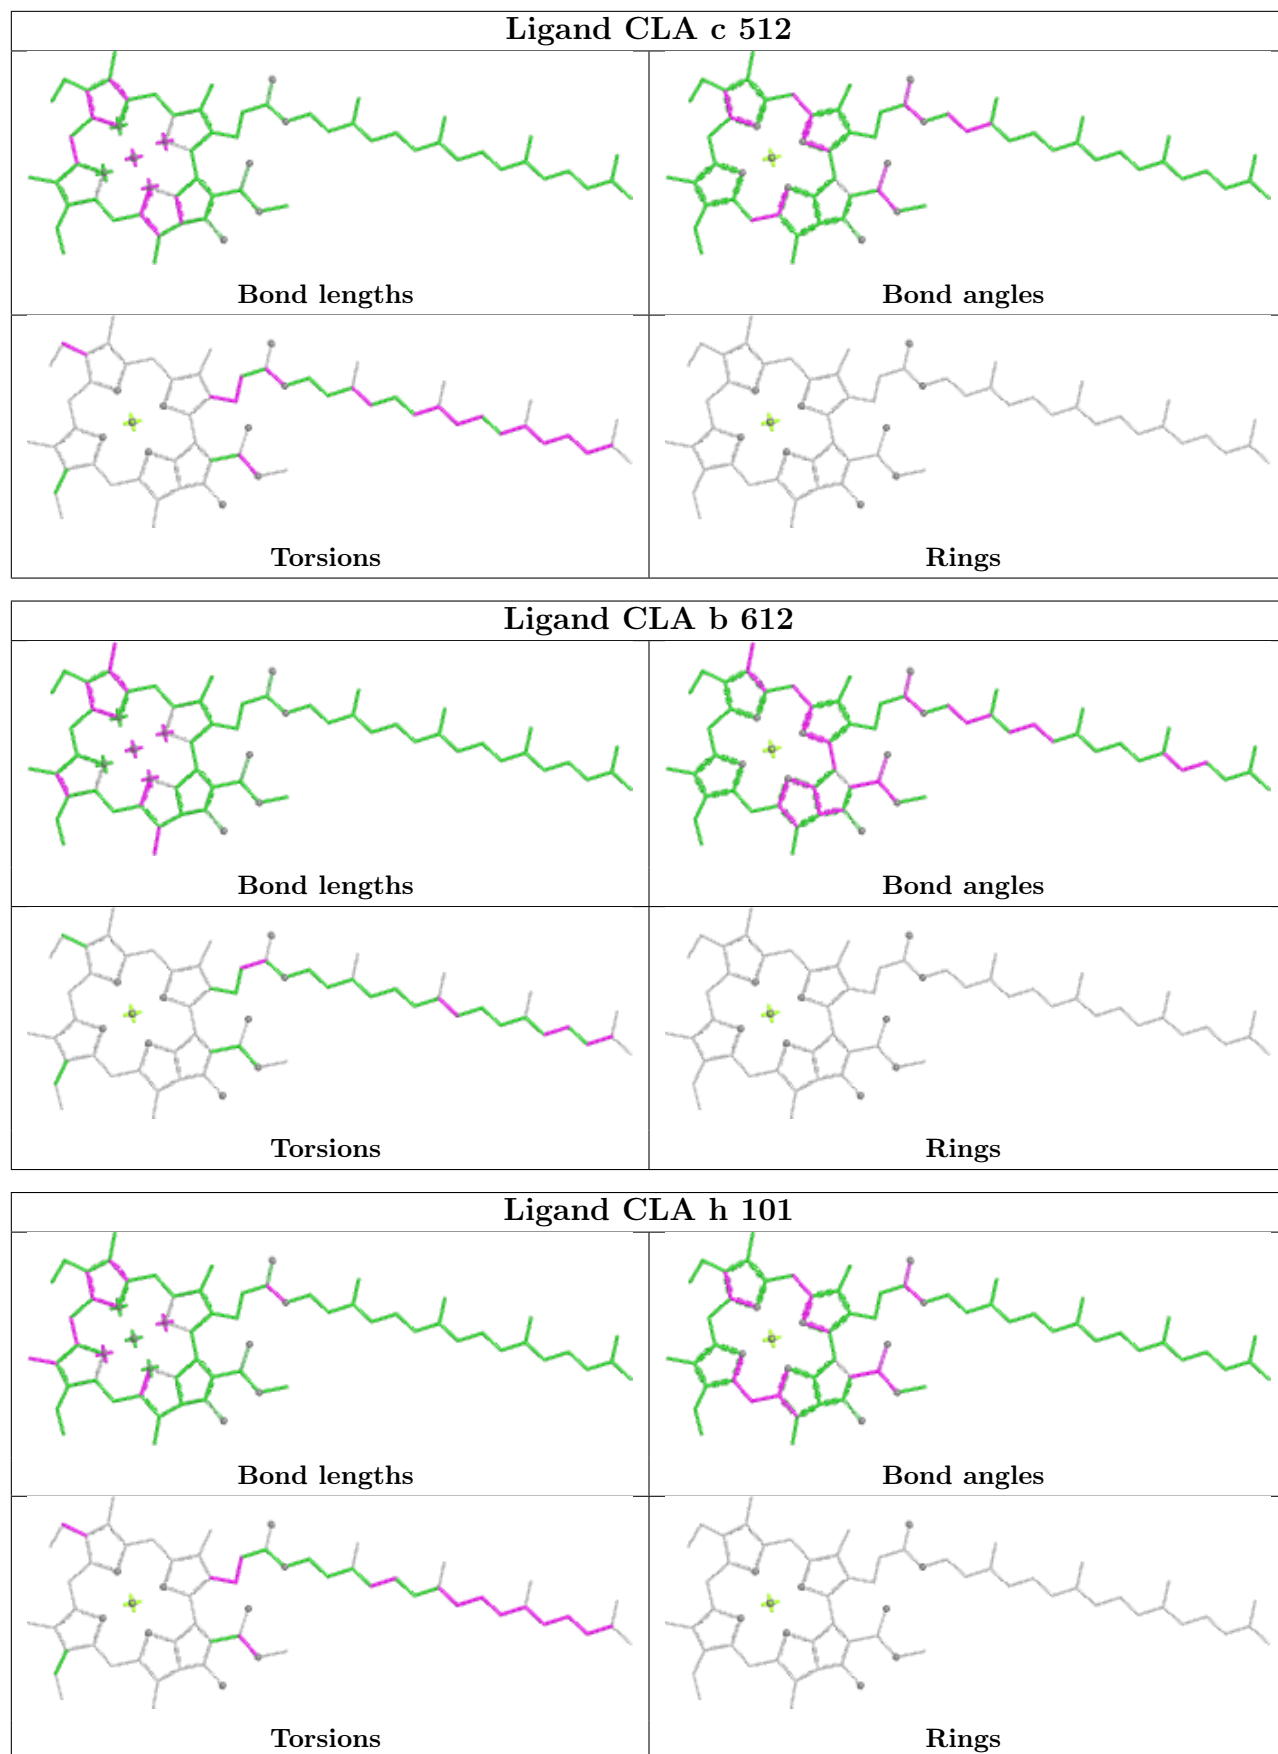 Ligand CLA c 512
Bond lengths
Bond angles
Torsions
Rings
Ligand CLA b 612
Bond lengths
Bond angles
Torsions
Rings
Ligand CLA h 101
Bond lengths
Bond angles
Torsions
Rings